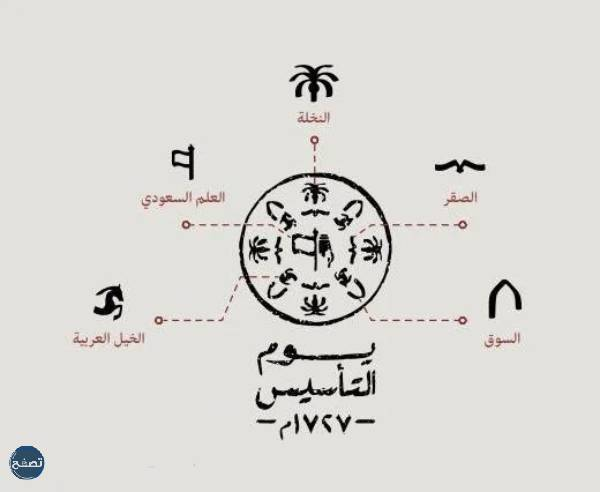 النخلة
العلم السعودي
الصقر
الخيل العربية
السوق
يوم
التأسيس
١٧٢٧م
تصفح